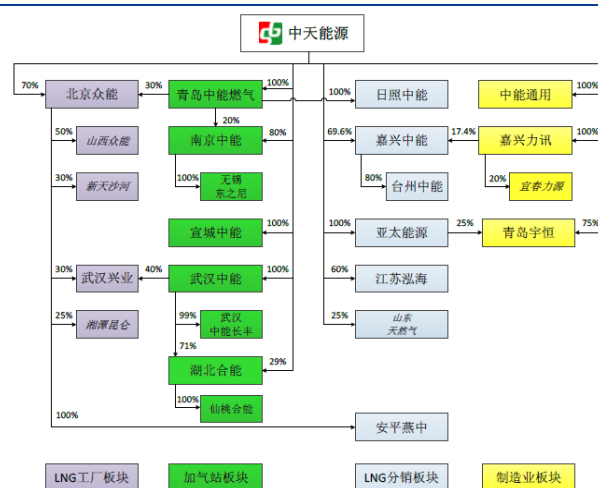 中天能源
70%
北京众能
30%
青岛中能燃气
100%
100%
日照中能
中能通用
100%
20%
50%
山西众能
南京中能
80%
69.6%
嘉兴中能
17.4%
嘉兴力讯
100%
30%
新天沙河
100%
无锡
东之尼
80%
台州中能
20%
宜春力源
宣城中能
100%
100%
亚太能源
25%
青岛宇恒
75%
30%
武汉兴业
40%
武汉中能
100%
60%
江苏泓海
25%
湘潭昆仑
99%
武汉
中能长丰
25%
山东
天然气
71%
湖北合能
29%
100%
仙桃合能
100%
安平燕中
LNG工厂板块
加气站板块
LNG分销板块
制造业板块